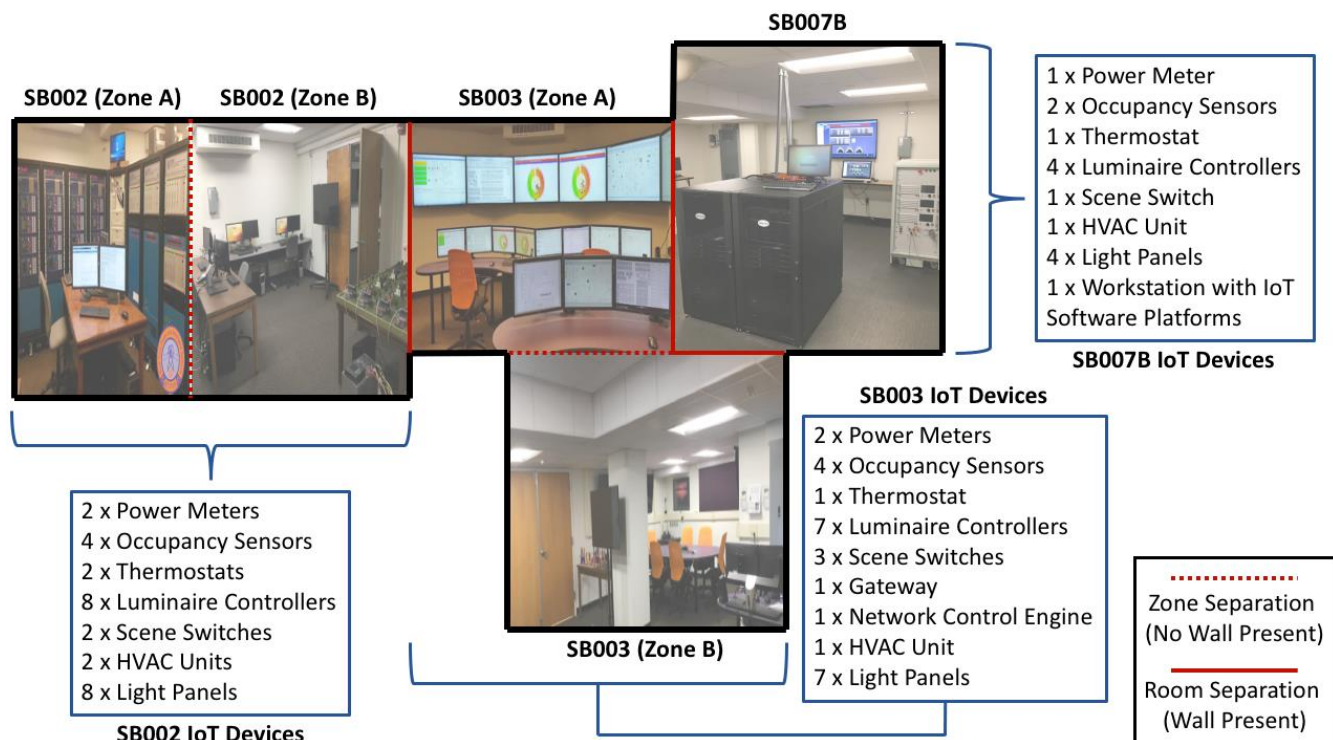 SB007B
SB002 (Zone A)
SB002 (Zone B)
SB003 (Zone A)
1 x Power Meter
2 x Occupancy Sensors
1 x Thermostat
4 x Luminaire Controllers
1 x Scene Switch
1 x HVAC Unit
4 x Light Panels
1 x Workstation with IoT
Software Platforms
SB007B IoT Devices
SB003 IoT Devices
2 x Power Meters
4 x Occupancy Sensors
1 x Thermostat
7 x Luminaire Controllers
3 x Scene Switches
1 x Gateway
1 x Network Control Engine
1 x HVAC Unit
7 x Light Panels
2 x Power Meters
4 x Occupancy Sensors
2 x Thermostats
8 x Luminaire Controllers
2 x Scene Switches
2 x HVAC Units
8 x Light Panels
SB002 IoT Devices
SB003 (Zone B)
Zone Separation
(No Wall Present)
Room Separation
(Wall Present)